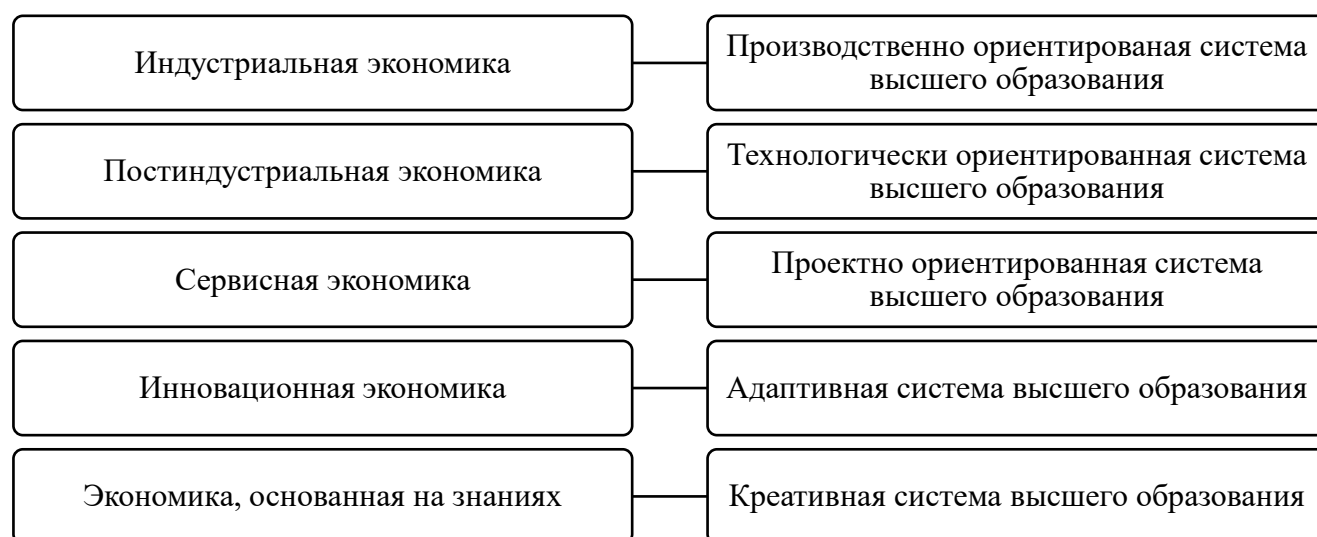 Индустриальная экономика
Производственно ориентированая система
высшего образования
Постиндустриальная экономика
Технологически ориентированная система
высшего образования
Сервисная экономика
Проектно ориентированная система
высшего образования
Инновационная экономика
Адаптивная система высшего образования
Экономика, основанная на знаниях
Креативная система высшего образования